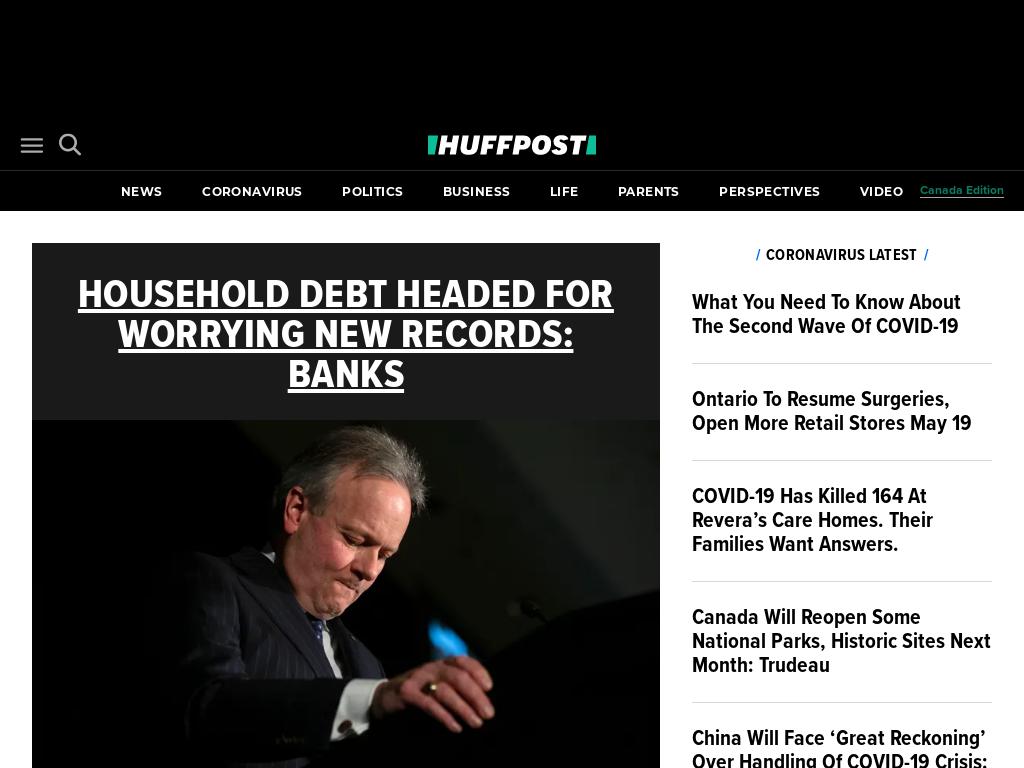 HUFFPOST
NEWS
CORONAVIRUS
POLITICS
BUSINESS
LIFE
PARENTS
PERSPECTIVES
VIDEO
Canada Edition
HOUSEHOLD DEBT HEADED FOR
WORRYING NEW RECORDS:
BANKS
/ CORONAVIRUS LATEST /
What You Need To Know About
The Second Wave Of COVID-19
Ontario To Resume Surgeries,
Open More Retail Stores May 19
COVID-19 Has Killed 164 At
Revera’s Care Homes. Their
Families Want Answers.
Canada Will Reopen Some
National Parks, Historic Sites Next
Month: Trudeau
China Will Face ‘Great Reckoning’
Over Handling Of COVID-19 Crisis: